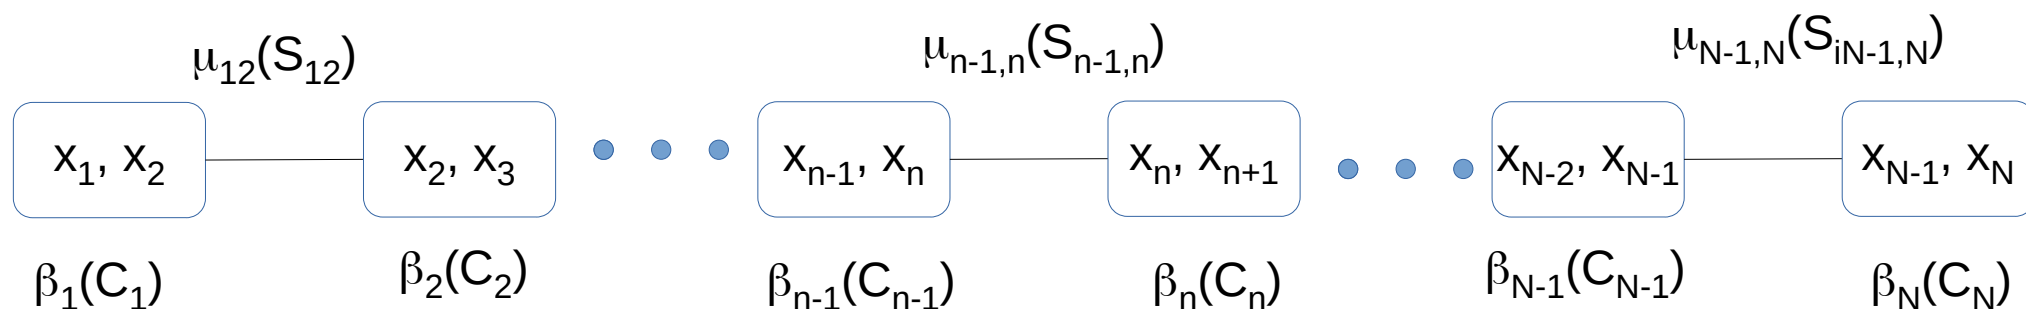 μ12(S12) μn-1,n(Sn-1,n) μN-1,N(SiN-1,N)
x1, x2 x2, x3 xn-1, xn xn, xn+1 xN-2, xN-1 xN-1, xN
β1(C1) β2(C2) βn-1(Cn-1) βn(Cn) βN-1(CN-1) βN(CN)